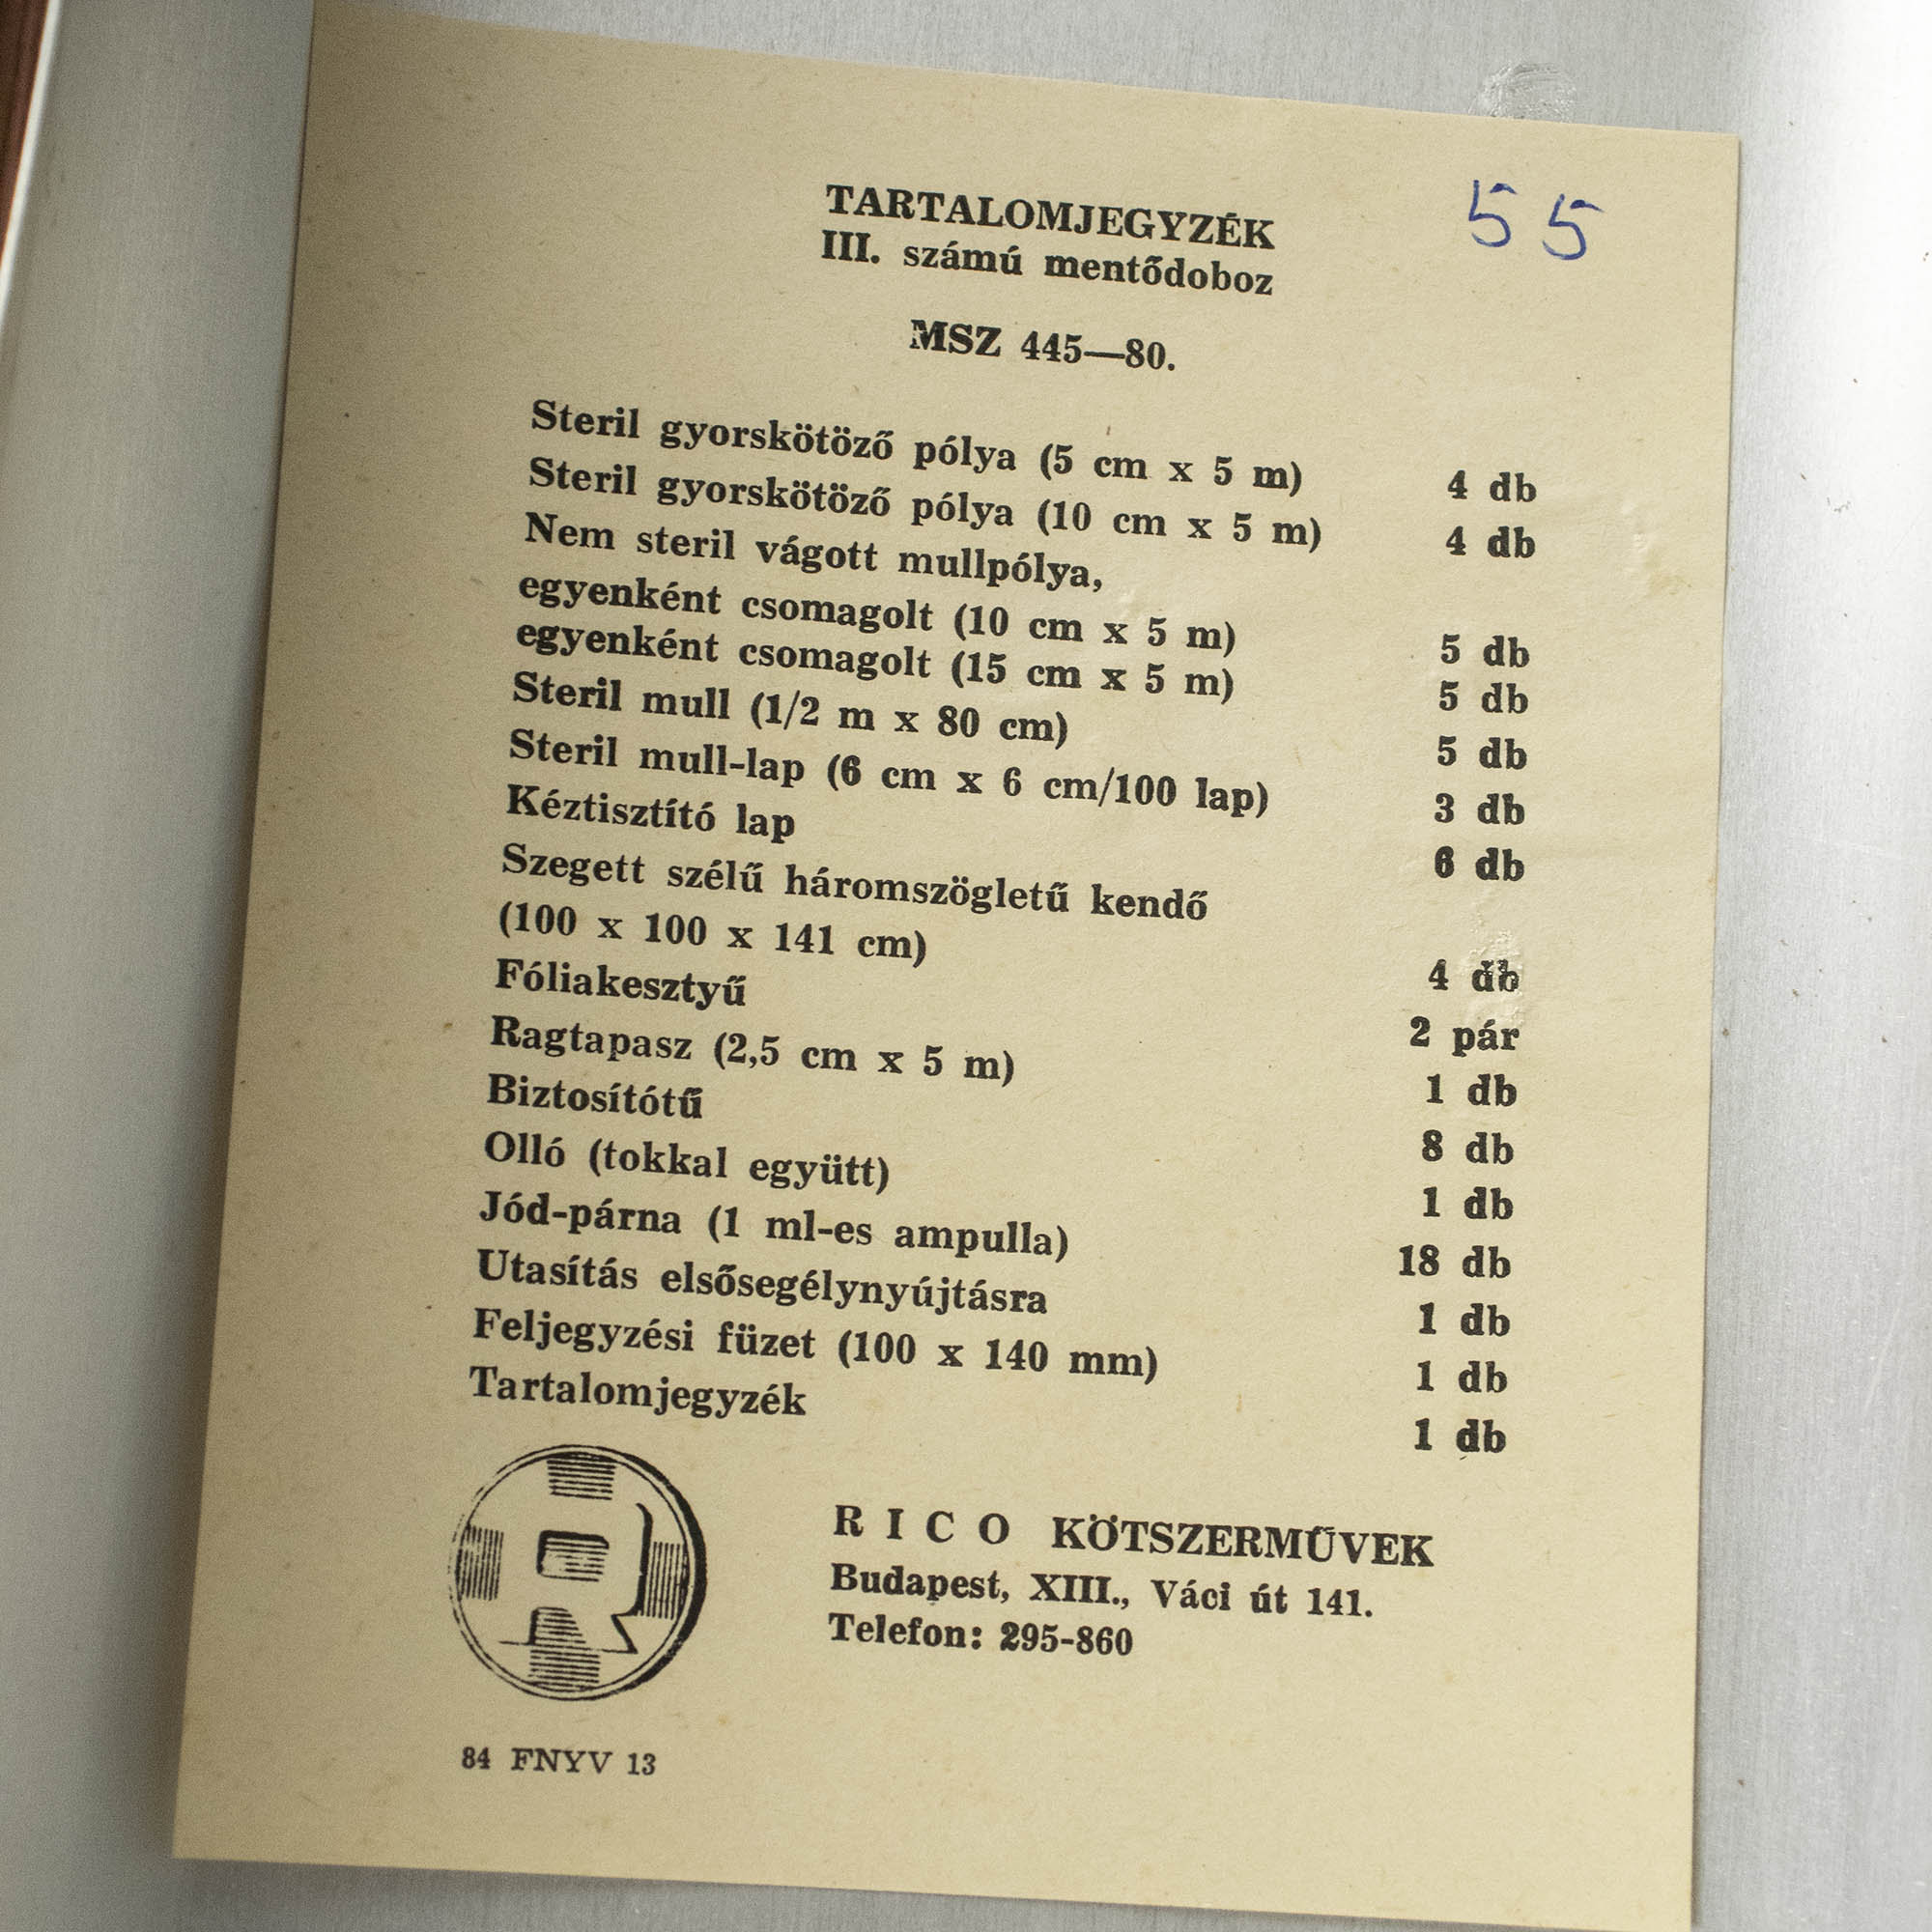 TARTALOMJEGYZÉK 55
III. számú mentődoboz
MSZ 445—80.
Steril gyorskötöző pólya (5 cm x 5 m) 4 db
Steril gyorskötöző pólya (10 cm x 5 m) 4 db
Nem steril vágott mullpólya,
egyenként csomagolt (10 cm x 5 m) 5 db
egyenként csomagolt (15 cm x 5 m) 5 db
Steril mull (1/2 m x 80 cm) 5 db
Steril mull-lap (6 cm x 6 cm/100 lap) 3 db
Kéztisztító lap 6 db
Szegett szélű háromszögletű kendő
(100 x 100 x 141 cm) 4 db
Fóliakesztyű 2 pár
Ragtapasz (2,5 cm x 5 m) 1 db
Biztosítótű 8 db
Olló (tokkal együtt) 1 db
Jód-párna (1 ml-es ampulla) 18 db
Utasítás elsősegélynyújtásra 1 db
Feljegyzési füzet (100 x 140 mm) 1 db
Tartalomjegyzék 1 db
R
RICO KÖTSZERMŰVEK
Budapest, XIII., Váci út 141.
Telefon: 295-860
84 FNYV 13